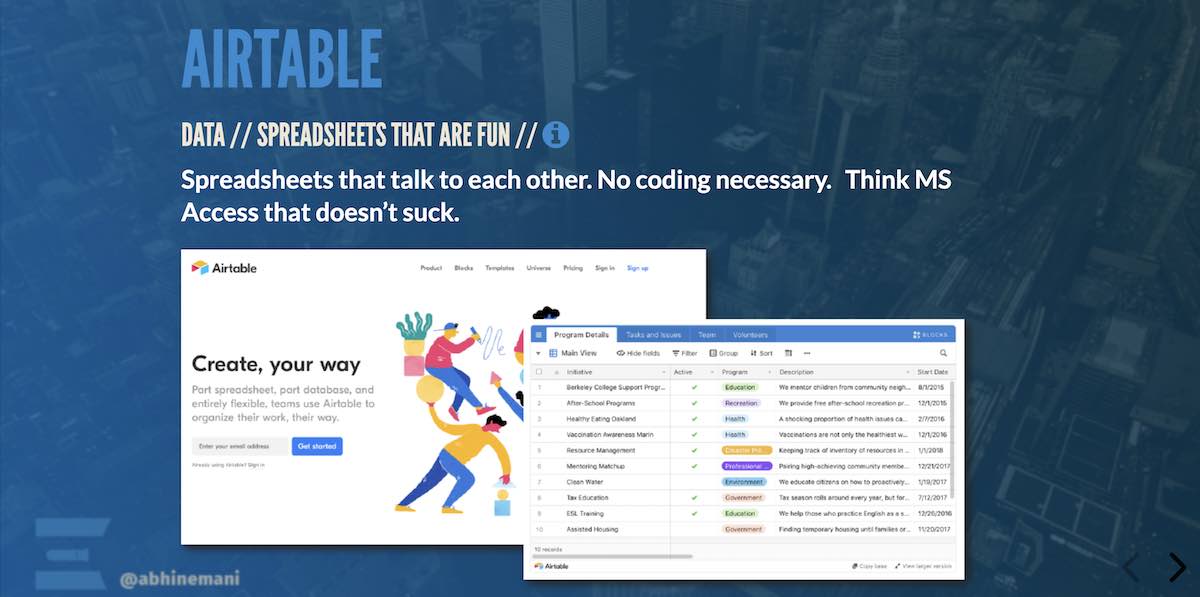 AIRTABLE
DATA // SPREADSHEETS THAT ARE FUN //
Spreadsheets that talk to each other. No coding necessary. Think MS
Access that doesn’t suck.
Airtable
Product Blocks Templates Universe Pricing Sign in Sign up
Create, your way
Part spreadsheet, part database, and
entirely flexible, teams use Airtable to
organize their work, their way.
Enter your email address Get started
Already using Airtable? Sign in
Program Details Tasks and Issues Team Volunteers BLOCKS
Main View Hide fields Filter Group Sort
Initiative Active Program Description Start Date
1 Berkeley College Support Progr... Education We mentor children from community neigh... 8/1/2015
2 After-School Programs Recreation We provide free after-school recreation pr... 12/1/2015
3 Healthy Eating Oakland Health A shocking proportion of health issues ca... 2/7/2016
4 Vaccination Awareness Marin Health Vaccinations are not only the healthiest w... 12/1/2016
5 Resource Management Disaster Pre... Keeping track of inventory of resources in ... 1/1/2018
6 Mentoring Matchup Professional ... Pairing high-achieving community membe... 12/21/2017
7 Clean Water Environment We educate citizens on how to proactively... 1/19/2017
8 Tax Education Government Tax season rolls around every year, but for... 7/12/2017
9 ESL Training Education We help those who practice English as a s... 12/26/2016
10 Assisted Housing Government Finding temporary housing until families or... 11/20/2017
10 records
Airtable Copy base View larger version
@abhinemani